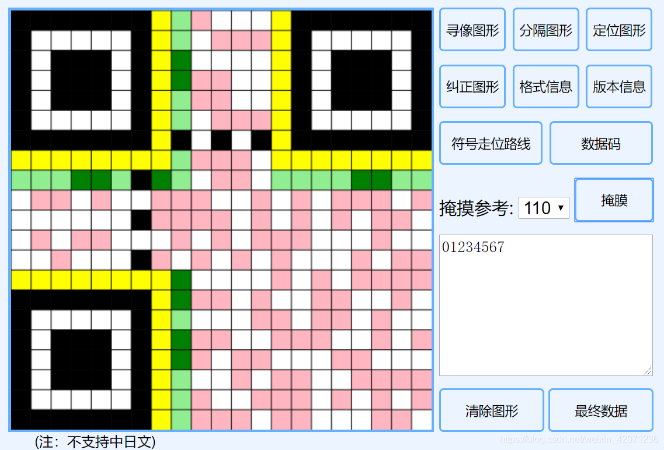 寻像图形 分隔图形 定位图形
纠正图形 格式信息 版本信息
符号走位路线 数据码
掩摸参考: 110 掩膜
01234567
清除图形 最终数据
(注：不支持中日文)